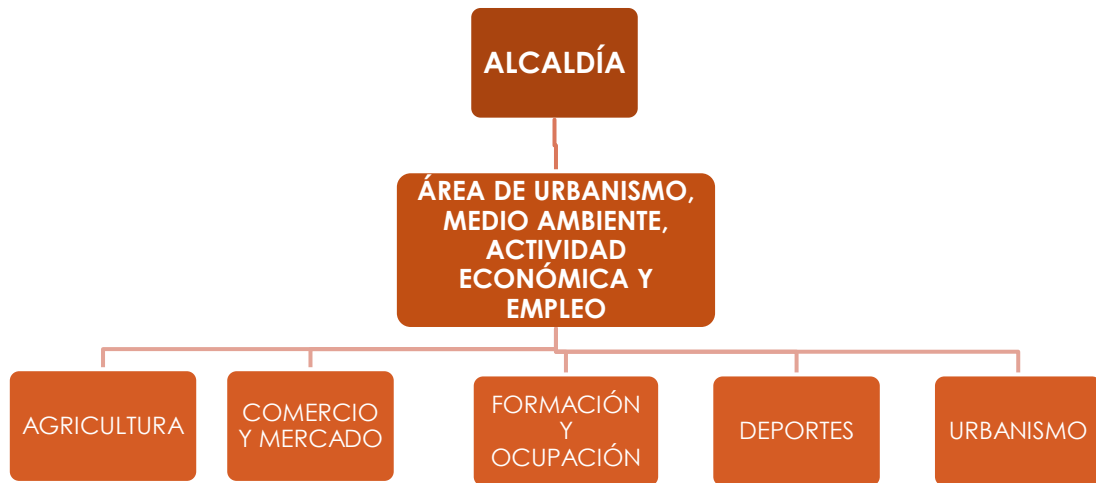 ALCALDÍA
ÁREA DE URBANISMO,
MEDIO AMBIENTE,
ACTIVIDAD
ECONÓMICA Y
EMPLEO
AGRICULTURA
COMERCIO
Y MERCADO
FORMACIÓN
Y
OCUPACIÓN
DEPORTES
URBANISMO